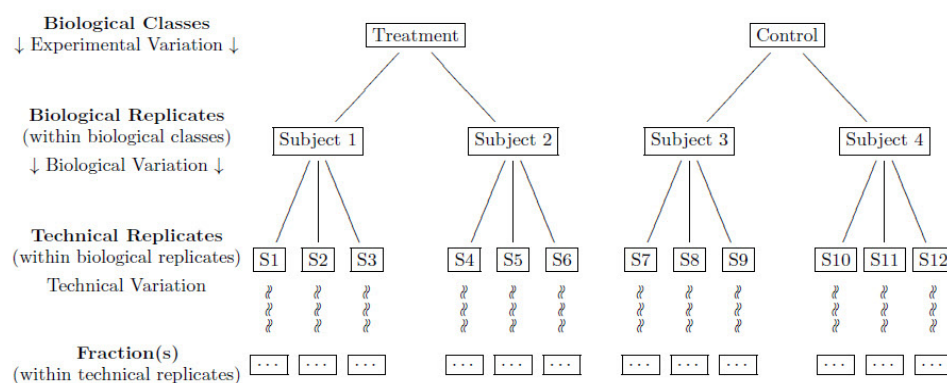 Biological Classes
↓ Experimental Variation ↓
Treatment
Control
Biological Replicates
(within biological classes)
↓ Biological Variation ↓
Subject 1
Subject 2
Subject 3
Subject 4
Technical Replicates
(within biological replicates)
Technical Variation
S1 S2 S3 S4 S5 S6 S7 S8 S9 S10 S11 S12
Fraction(s)
(within technical replicates)
... ... ... ... ... ... ... ... ... ... ... ...